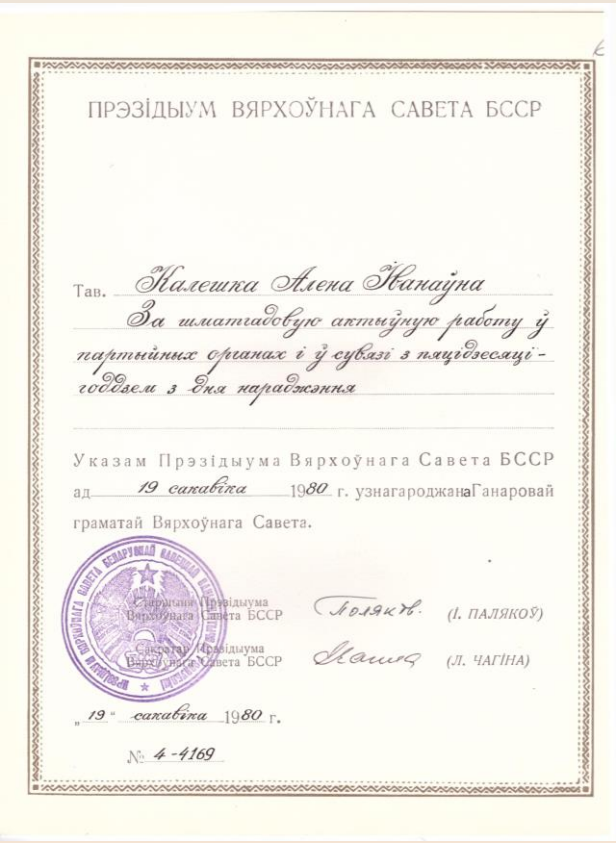 ПРЭЗІДЫУМ ВЯРХОЎНАГА САВЕТА БССР
Тав. Калешка Алена Іванаўна
За шматгадовую актыўную работу ў
партыйных органах і ў сувязі з пяцідзесяці-
годдзем з дня нараджэння
Указам Прэзідыума Вярхоўнага Савета БССР
ад 19 сакавіка 1980 г. узнагароджана Ганаровай
граматай Вярхоўнага Савета.
Старшыня Прэзідыума
Вярхоўнага Савета БССР (І. ПАЛЯКОЎ)
Сакратар Прэзідыума
Вярхоўнага Савета БССР (Л. ЧАГІНА)
„19" сакавіка 1980 г.
№ 4-4169